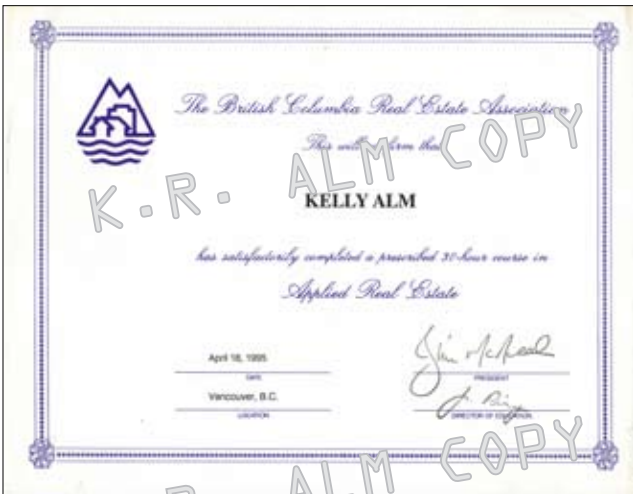 The British Columbia Real Estate Association
This will confirm that
K.R. ALM COPY
KELLY ALM
has satisfactorily completed a prescribed 30-hour course in
Applied Real Estate
April 18, 1995
DATE
PRESIDENT
Vancouver, B.C.
LOCATION
DIRECTOR OF EDUCATION
K.R. ALM COPY